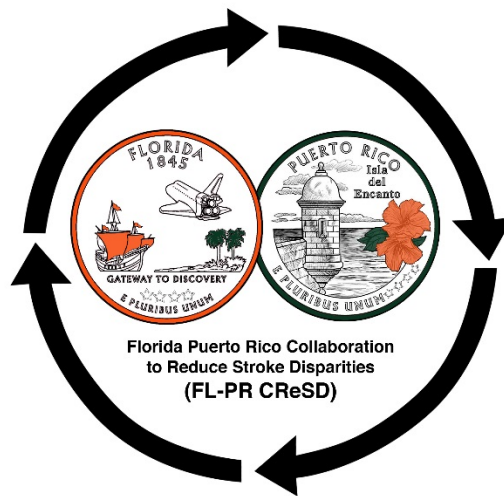 FLORIDA
1845
GATEWAY TO DISCOVERY
E PLURIBUS UNUM
PUERTO RICO
Isla
del
Encanto
E PLURIBUS UNUM
Florida Puerto Rico Collaboration
to Reduce Stroke Disparities
(FL-PR CReSD)